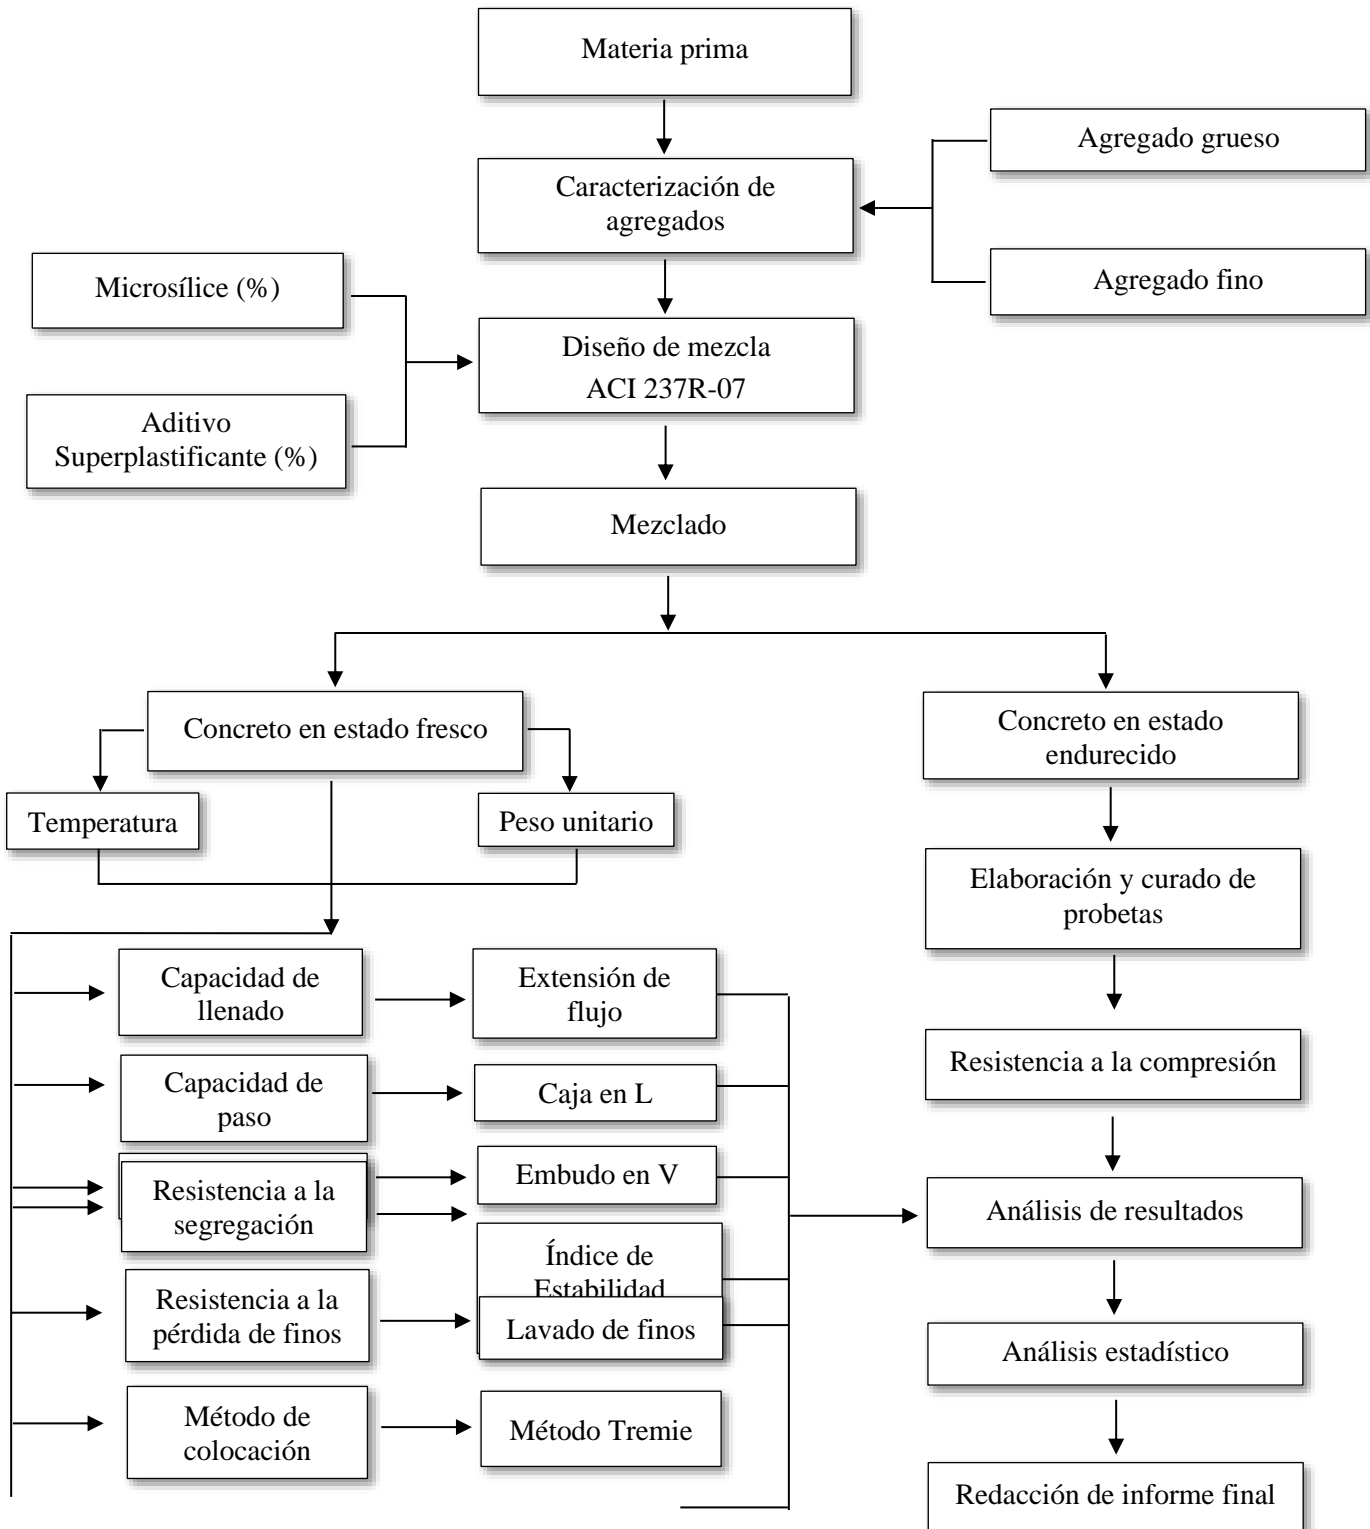 Materia prima
Agregado grueso
Caracterización de
agregados
Agregado fino
Microsílice (%)
Diseño de mezcla
ACI 237R-07
Aditivo
Superplastificante (%)
Mezclado
Concreto en estado fresco
Concreto en estado
endurecido
Temperatura
Peso unitario
Elaboración y curado de
probetas
Capacidad de
llenado
Extensión de
flujo
Resistencia a la compresión
Capacidad de
paso
Caja en L
Resistencia a la
segregación
Embudo en V
Análisis de resultados
Índice de
Estabilidad
Resistencia a la
pérdida de finos
Lavado de finos
Análisis estadístico
Método de
colocación
Método Tremie
Redacción de informe final